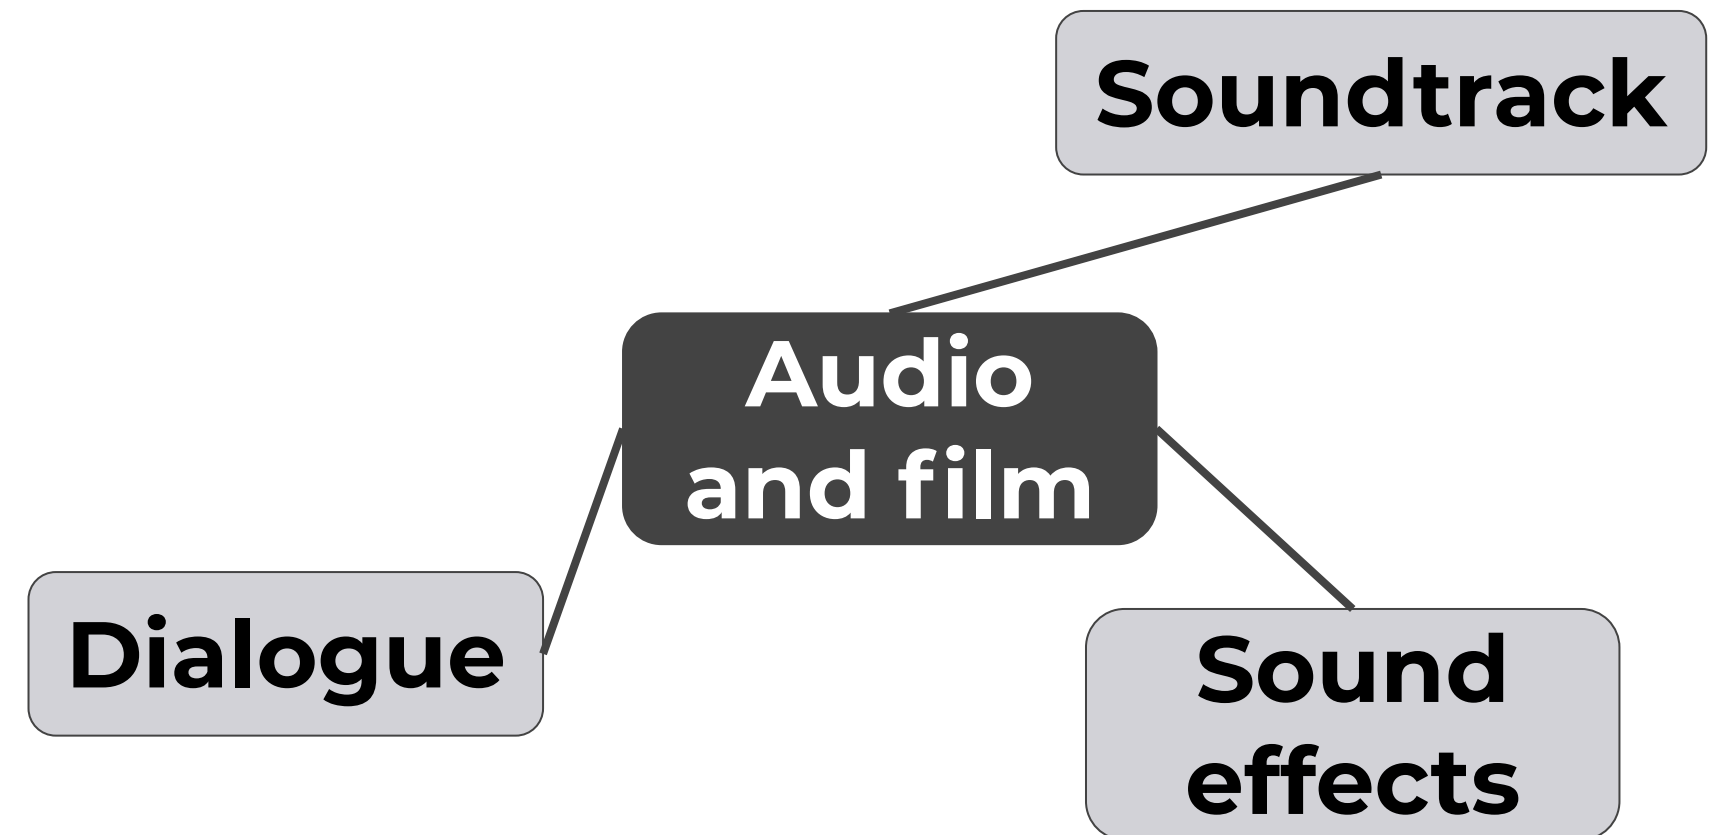 Soundtrack
Audio
and film
Dialogue
Sound
effects